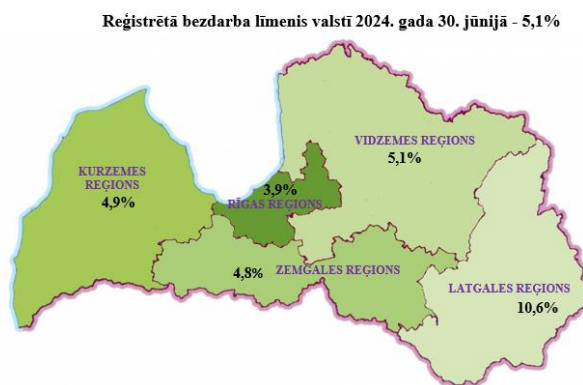 Reģistrētā bezdarba līmenis valstī 2024. gada 30. jūnijā - 5,1%
VIDZEMES REĢIONS
5,1%
KURZEMES
REĢIONS
4,9%
3,9%
RĪGAS REĢIONS
4,8%
ZEMGALES REĢIONS
LATGALES REĢIONS
10,6%